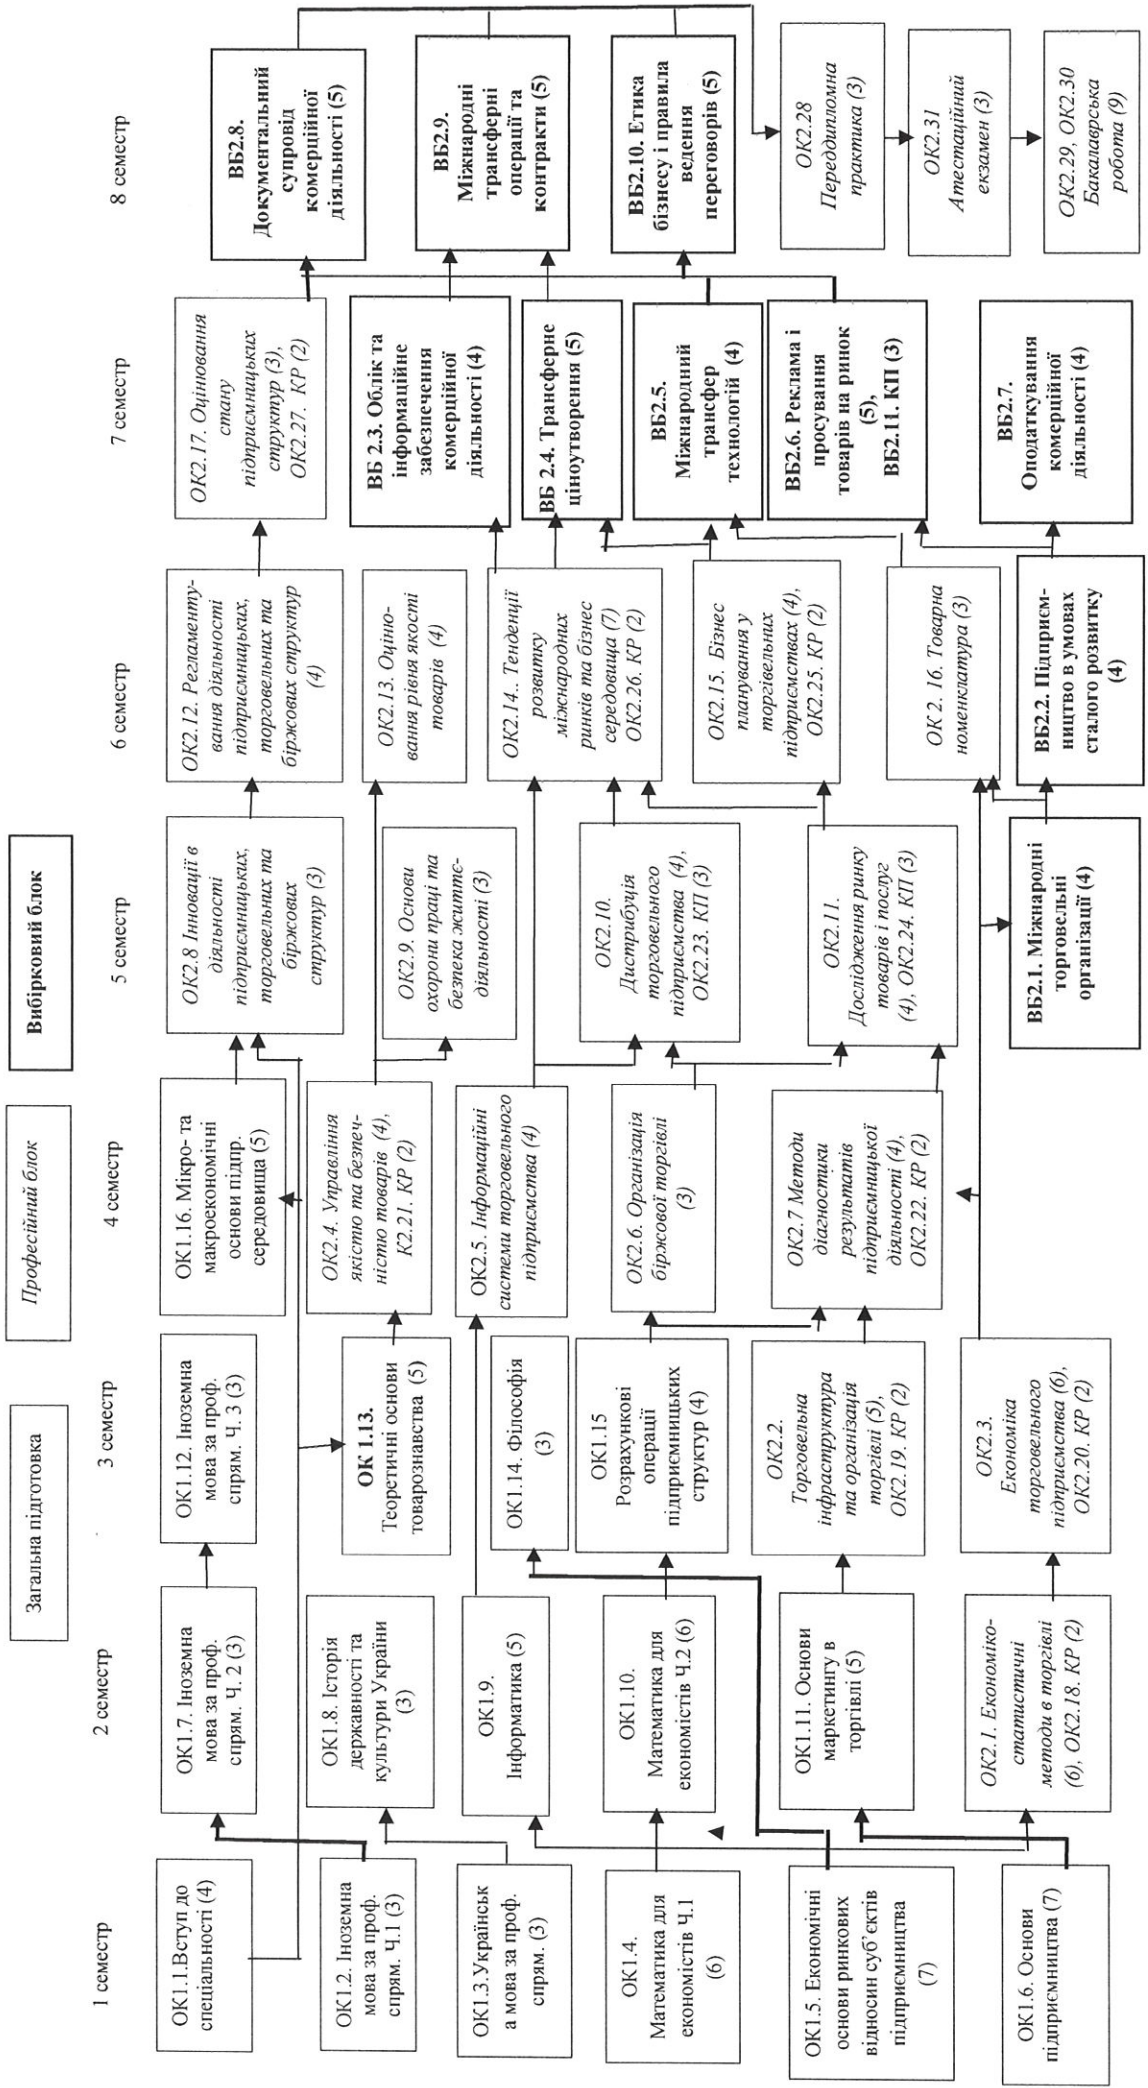 Загальна підготовка
Професійний блок
Вибірковий блок
1 семестр
2 семестр
3 семестр
4 семестр
5 семестр
6 семестр
7 семестр
8 семестр
ОК1.1.Вступ до
спеціальності (4)
ОК1.2. Іноземна
мова за проф.
спрям. Ч.1 (3)
ОК1.3.Українськ
а мова за проф.
спрям. (3)
ОК1.4.
Математика для
економістів Ч.1
(6)
ОК1.5. Економічні
основи ринкових
відносин суб’єктів
підприємництва
(7)
ОК1.6. Основи
підприємництва (7)
ОК1.7. Іноземна
мова за проф.
спрям. Ч. 2 (3)
ОК1.8. Історія
державності та
культури України
(3)
ОК1.9.
Інформатика (5)
ОК1.10.
Математика для
економістів Ч.2 (6)
ОК1.11. Основи
маркетингу в
торгівлі (5)
ОК2.1. Економіко-
статистичні
методи в торгівлі
(6), ОК2.18. КР (2)
ОК1.12. Іноземна
мова за проф.
спрям. Ч. 3 (3)
ОК 1.13.
Теоретичні основи
товарознавства (5)
ОК1.14. Філософія
(3)
ОК1.15
Розрахункові
операції
підприємницьких
структур (4)
ОК2.2.
Торговельна
інфраструктура
та організація
торгівлі (5),
ОК2.19. КР (2)
ОК2.3.
Економіка
торговельного
підприємства (6),
ОК2.20. КР (2)
ОК1.16. Мікро- та
макроекономічні
основи підпр.
середовища (5)
ОК2.4. Управління
якістю та безпеч-
ністю товарів (4),
К2.21. КР (2)
ОК2.5. Інформаційні
системи торговельного
підприємства (4)
ОК2.6. Організація
біржової торгівлі
(3)
ОК2.7 Методи
діагностики
результатів
підприємницької
діяльності (4),
ОК2.22. КР (2)
ОК2.8 Інновації в
діяльності
підприємницьких,
торговельних та
біржових
структур (3)
ОК2.9. Основи
охорони праці та
безпека життє-
діяльності (3)
ОК2.10.
Дистрибуція
торговельного
підприємства (4),
ОК2.23. КП (3)
ОК2.11.
Дослідження ринку
товарів і послуг
(4), ОК2.24. КП (3)
ВБ2.1. Міжнародні
торговельні
організації (4)
ОК2.12. Регламенту-
вання діяльності
підприємницьких,
торговельних та
біржових структур
(4)
ОК2.13. Оціню-
вання рівня якості
товарів (4)
ОК2.14.. Тенденції
розвитку
міжнародних
ринків та бізнес
середовища (7)
ОК2.26. КР (2)
ОК2.15. Бізнес
планування у
торгівельних
підприємствах (4),
ОК2.25. КР (2)
ОК 2. 16. Товарна
номенклатура (3)
ВБ2.2. Підприєм-
ництво в умовах
сталого розвитку
(4)
ОК2.17. Оцінювання
стану
підприємницьких
структур (3),
ОК2.27. КР (2)
ВБ 2.3. Облік та
інформаційне
забезпечення
комерційної
діяльності (4)
ВБ 2.4. Трансферне
ціноутворення (5)
ВБ2.5.
Міжнародний
трансфер
технологій (4)
ВБ2.6. Реклама і
просування
товарів на ринок
(5),
ВБ2.11. КП (3)
ВБ2.7.
Оподаткування
комерційної
діяльності (4)
ВБ2.8.
Документальний
супровід
комерційної
діяльності (5)
ВБ2.9.
Міжнародні
трансферні
операції та
контракти (5)
ВБ2.10. Етика
бізнесу і правила
ведення
переговорів (5)
ОК2.28
Переддипломна
практика (3)
ОК2.31
Атестаційний
екзамен (3)
ОК2.29, ОК2.30
Бакалаврська
робота (9)